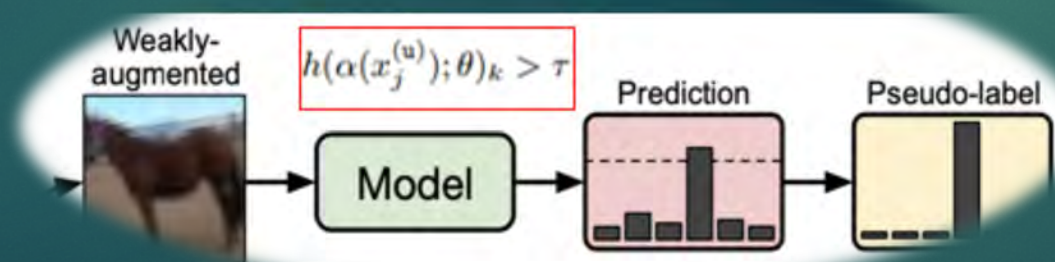 Weakly-
augmented
h(α(x_j^{(u)});θ)_k > τ
Prediction
Pseudo-label
Model